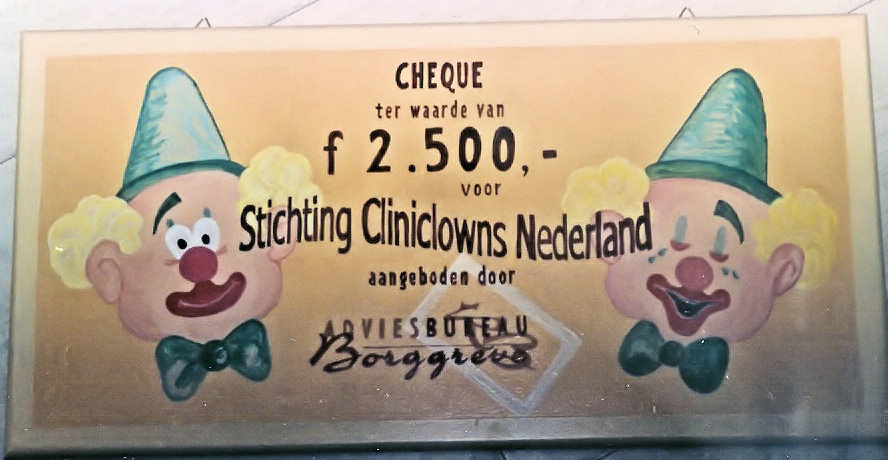 CHEQUE
ter waarde van
f 2.500,-
voor
Stichting Cliniclowns Nederland
aangeboden door
ADVIESBUREAU
Borggreve